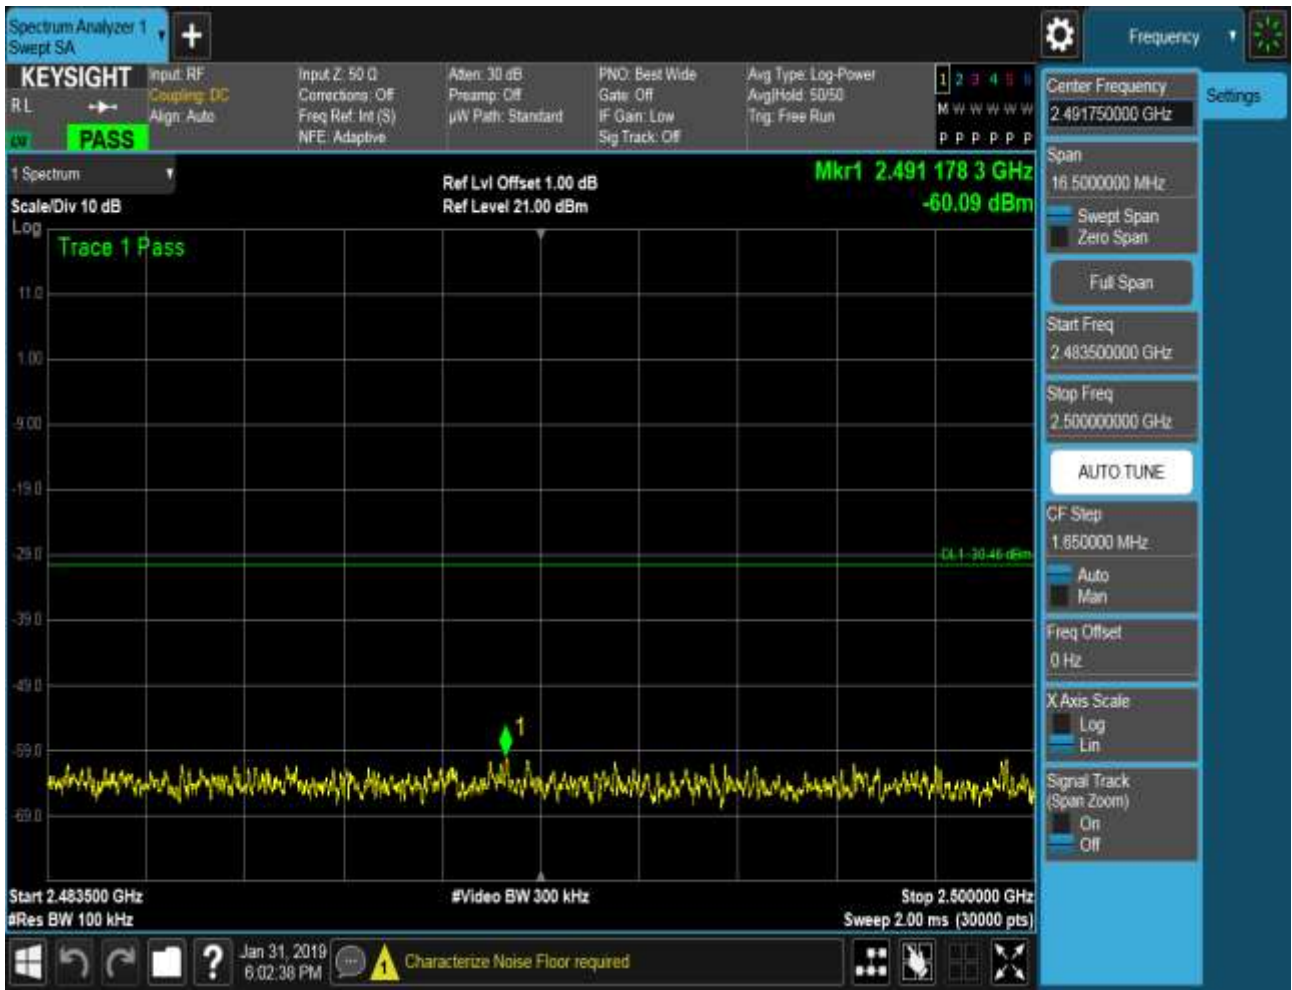 Spectrum Analyzer 1
Swept SA
+
Frequency
KEYSIGHT
R L
PASS
Input: RF
Coupling: DC
Align: Auto
Input Z: 50 Ω
Corrections: Off
Freq Ref: Int (S)
NFE: Adaptive
Atten: 30 dB
Preamp: Off
µW Path: Standard
PNO: Best Wide
Gate: Off
IF Gain: Low
Sig Track: Off
Avg Type: Log-Power
Avg|Hold: 50/50
Trig: Free Run
1 2 3 4 5 6
M W W W W W
P P P P P P
1 Spectrum
Scale/Div 10 dB
Log
Ref Lvl Offset 1.00 dB
Ref Level 21.00 dBm
Mkr1 2.491 178 3 GHz
-60.09 dBm
Trace 1 Pass
11.0
1.00
-9.00
-19.0
-29.0
DL1 -30.46 dBm
-39.0
-49.0
1
-59.0
-69.0
Start 2.483500 GHz
#Video BW 300 kHz
Stop 2.500000 GHz
#Res BW 100 kHz
Sweep 2.00 ms (30000 pts)
Center Frequency
2.491750000 GHz
Settings
Span
16.5000000 MHz
Swept Span
Zero Span
Full Span
Start Freq
2.483500000 GHz
Stop Freq
2.500000000 GHz
AUTO TUNE
CF Step
1.650000 MHz
Auto
Man
Freq Offset
0 Hz
X Axis Scale
Log
Lin
Signal Track
(Span Zoom)
On
Off
?
Jan 31, 2019
6:02:38 PM
1
Characterize Noise Floor required